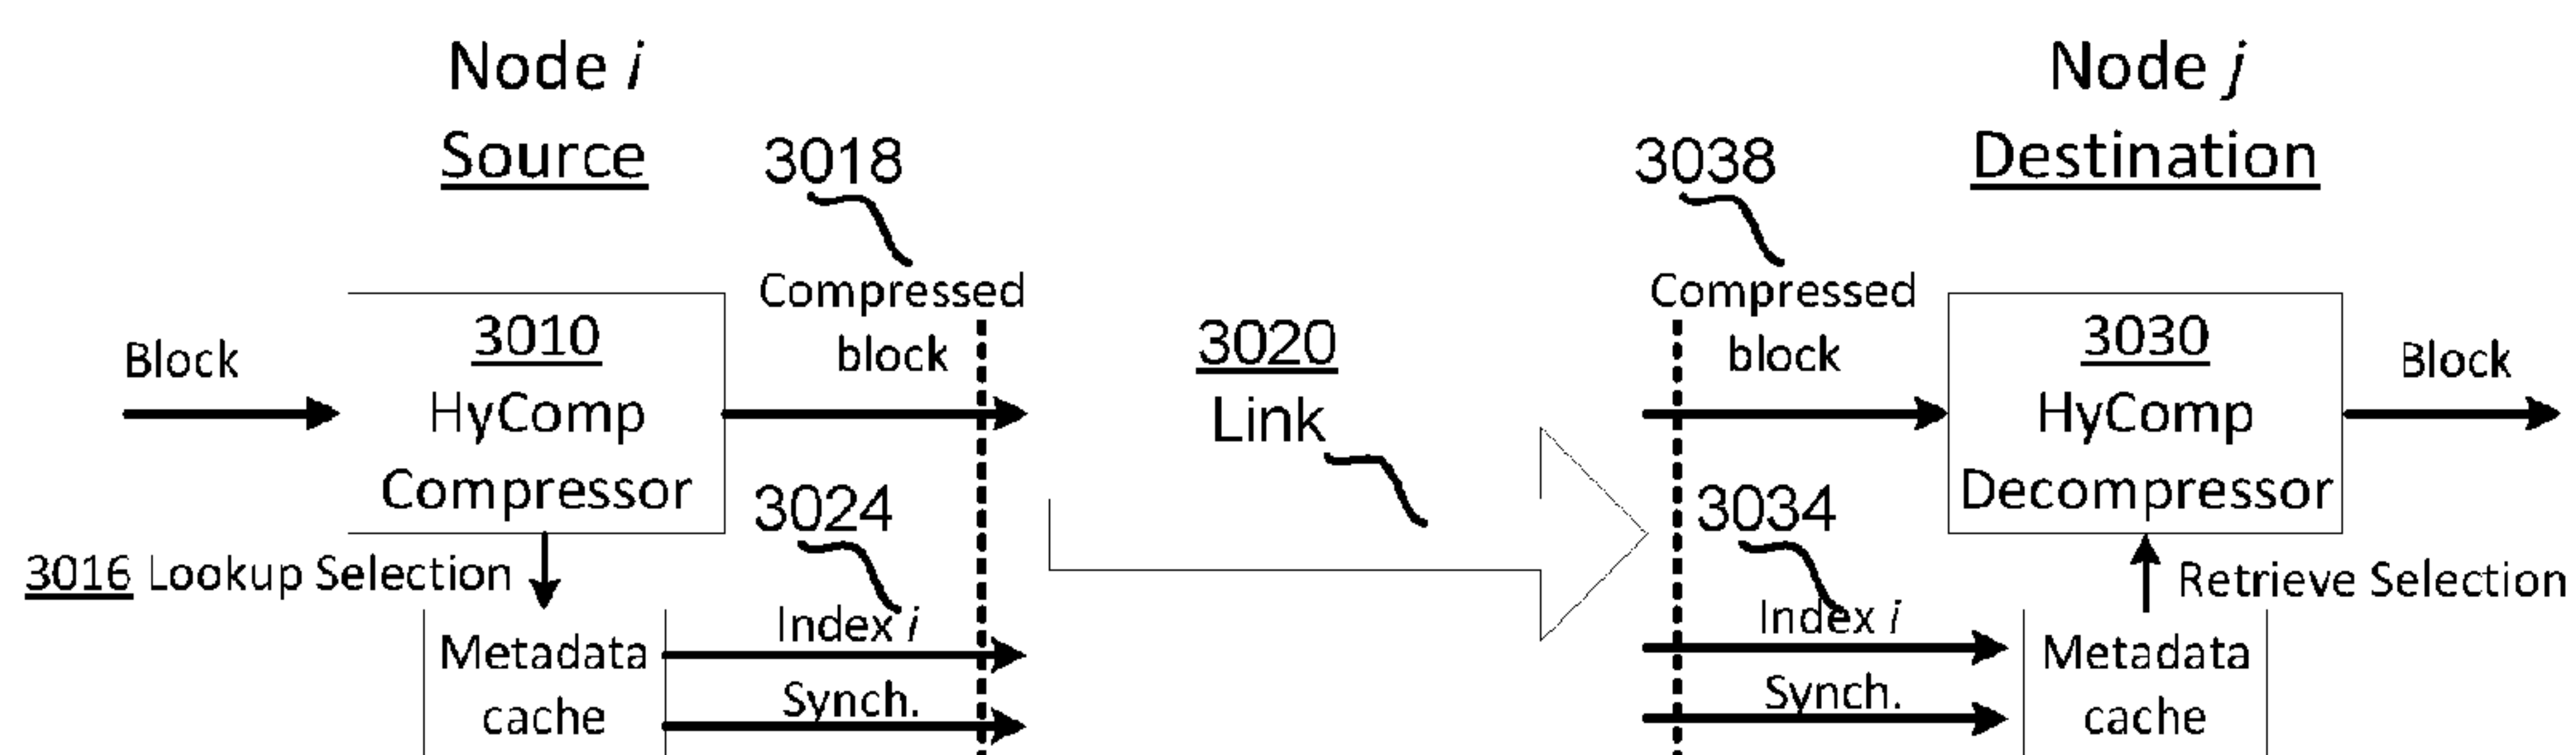 Node i
Source
3018
Compressed
block
Block
3010
HyComp
Compressor
3016 Lookup Selection
3024
Index i
Metadata
cache
Synch.
3020
Link
Node j
Destination
3038
Compressed
block
3030
HyComp
Decompressor
Block
3034
Index i
Synch.
Retrieve Selection
Metadata
cache